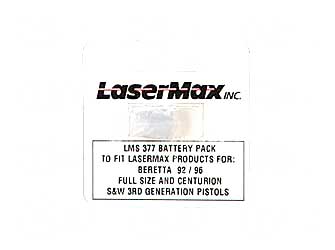 LaserMax INC.
LMS 377 BATTERY PACK
TO FIT LASERMAX PRODUCTS FOR:
BERETTA 92 / 96
FULL SIZE AND CENTURION
S&W 3RD GENERATION PISTOLS